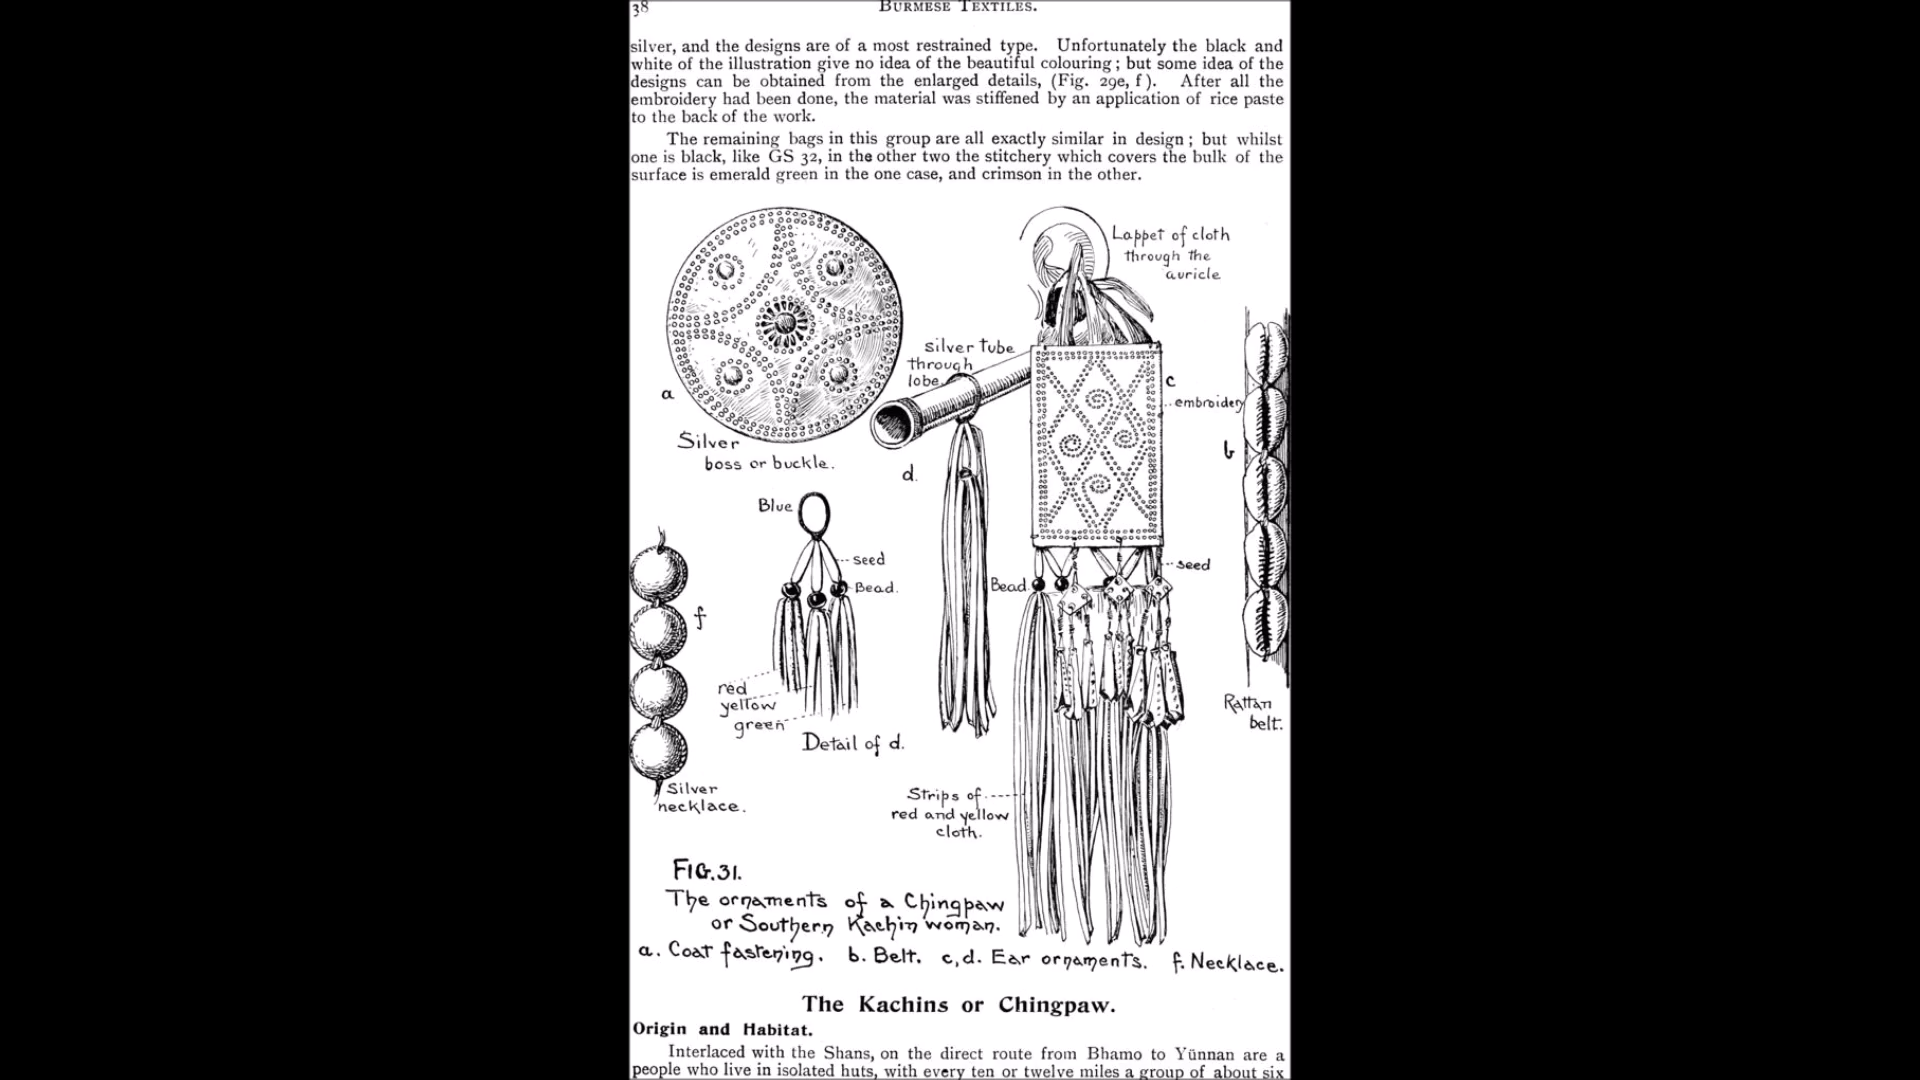 38
BURMESE TEXTILES.
silver, and the designs are of a most restrained type. Unfortunately the black and
white of the illustration give no idea of the beautiful colouring; but some idea of the
designs can be obtained from the enlarged details, (Fig. 29e, f). After all the
embroidery had been done, the material was stiffened by an application of rice paste
to the back of the work.
The remaining bags in this group are all exactly similar in design; but whilst
one is black, like GS 32, in the other two the stitchery which covers the bulk of the
surface is emerald green in the one case, and crimson in the other.
Lappet of cloth
through the
auricle
silver tube
through
lobe
a
c
embroidery
Silver
boss or buckle.
b
d.
Blue
seed
seed
Bead.
Bead
f
red
yellow
green
Detail of d.
Rattan
belt.
Silver
necklace.
Strips of
red and yellow
cloth.
FIG. 31.
The ornaments of a Chingpaw
or Southern Kachin woman.
a. Coat fastening. b. Belt. c,d. Ear ornaments. f. Necklace.
The Kachins or Chingpaw.
Origin and Habitat.
Interlaced with the Shans, on the direct route from Bhamo to Yünnan are a
people who live in isolated huts, with every ten or twelve miles a group of about six